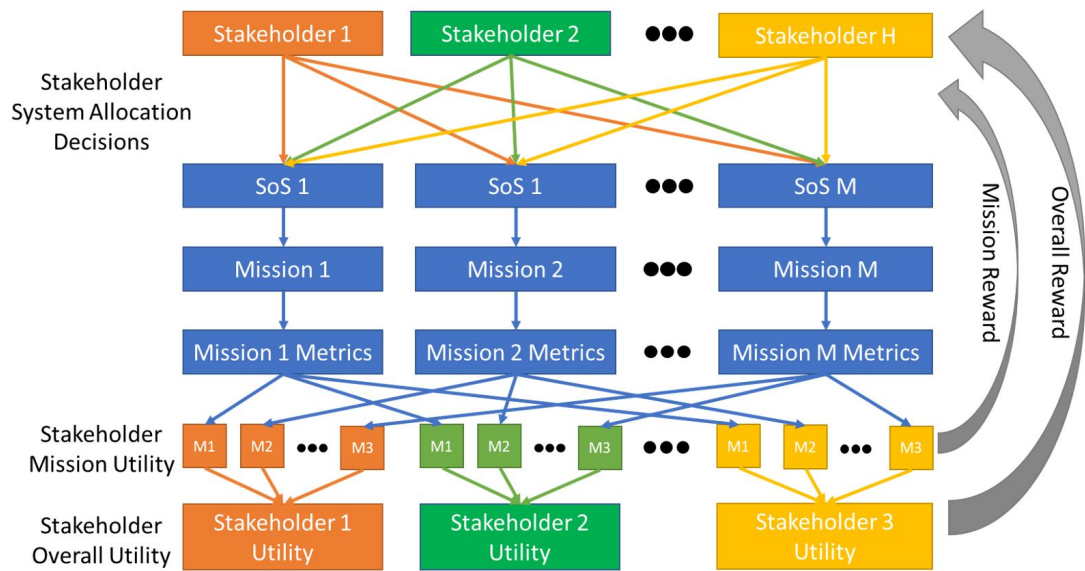 Stakeholder 1
Stakeholder 2
Stakeholder H
Stakeholder
System Allocation
Decisions
SoS 1
SoS 1
SoS M
Mission 1
Mission 2
Mission M
Mission 1 Metrics
Mission 2 Metrics
Mission M Metrics
Mission Reward
Overall Reward
Stakeholder
Mission Utility
M1
M2
M3
M1
M2
M3
M1
M2
M3
Stakeholder
Overall Utility
Stakeholder 1
Utility
Stakeholder 2
Utility
Stakeholder 3
Utility